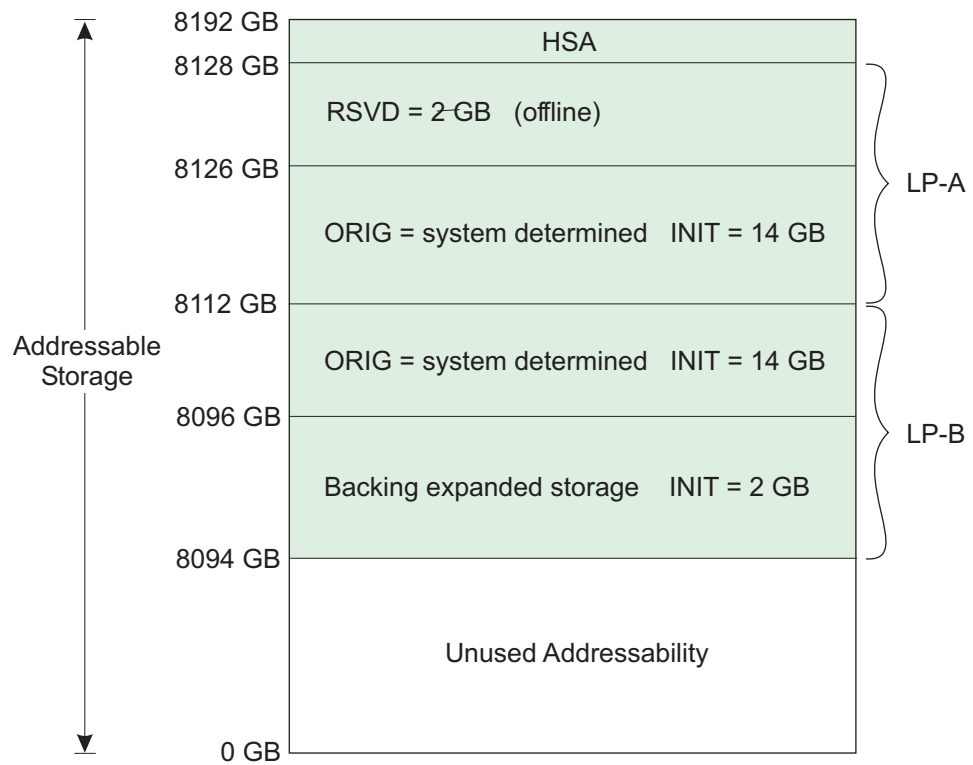 8192 GB
HSA
8128 GB
RSVD = 2 GB (offline)
8126 GB
LP-A
ORIG = system determined INIT = 14 GB
8112 GB
Addressable
Storage
ORIG = system determined INIT = 14 GB
8096 GB
LP-B
Backing expanded storage INIT = 2 GB
8094 GB
Unused Addressability
0 GB